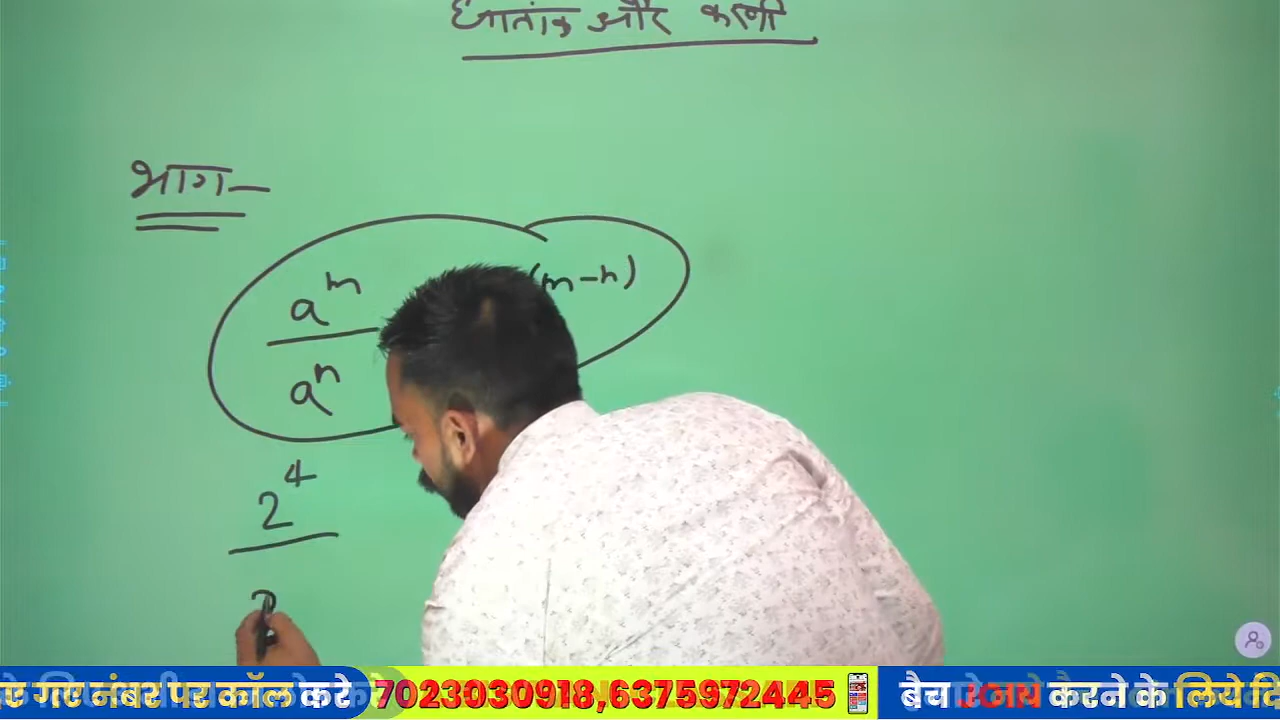 घातांक और करणी
भाग-
a^m (m-n)
a^n
2^4
2
गए नंबर पर कॉल करे 7023030918,6375972445 बैच करने के लिये